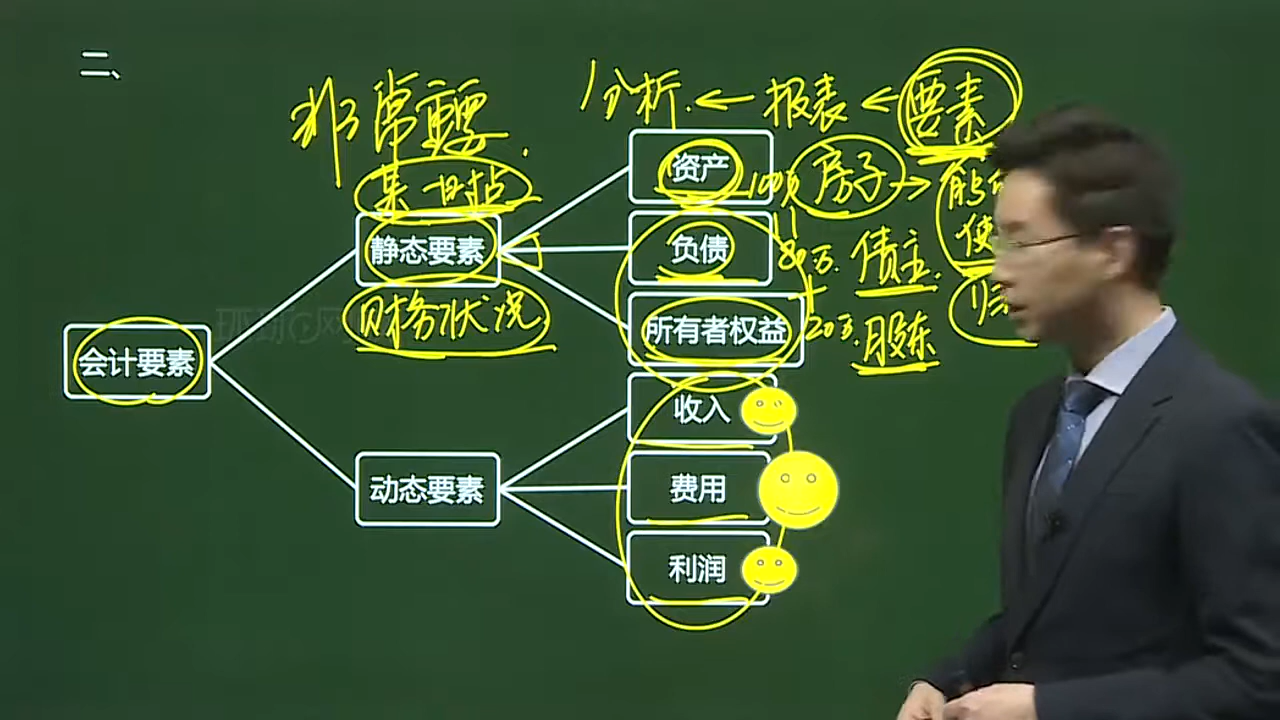 二、
非常重要.
分析.←报表←要素
某一时点
资产
100万
房子→
静态要素
负债
80万.
债主.
财务状况
所有者权益
20万.
股东
会计要素
收入
动态要素
费用
利润